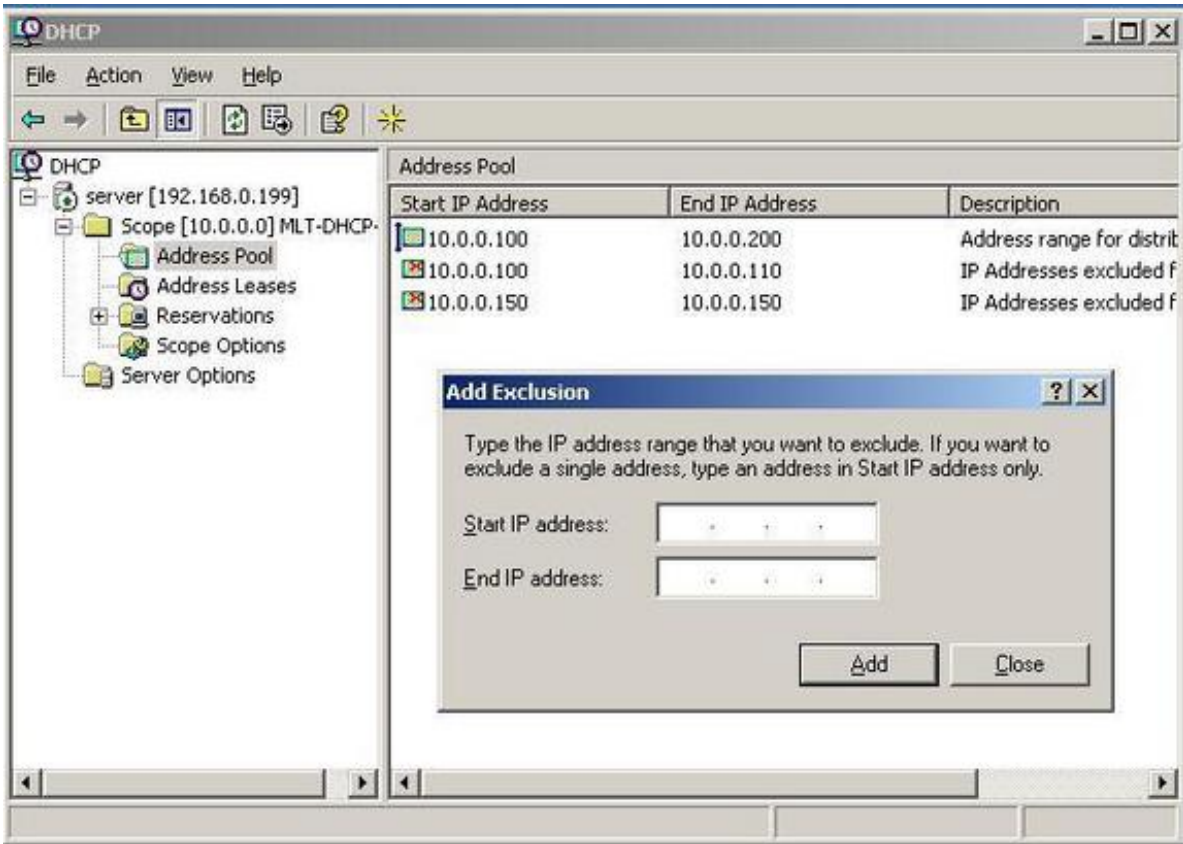 DHCP
File Action View Help
DHCP
server [192.168.0.199]
Scope [10.0.0.0] MLT-DHCP-
Address Pool
Address Leases
Reservations
Scope Options
Server Options
Address Pool
Start IP Address End IP Address Description
10.0.0.100 10.0.0.200 Address range for distrib
10.0.0.100 10.0.0.110 IP Addresses excluded f
10.0.0.150 10.0.0.150 IP Addresses excluded f
Add Exclusion
Type the IP address range that you want to exclude. If you want to
exclude a single address, type an address in Start IP address only.
Start IP address:
End IP address:
Add Close